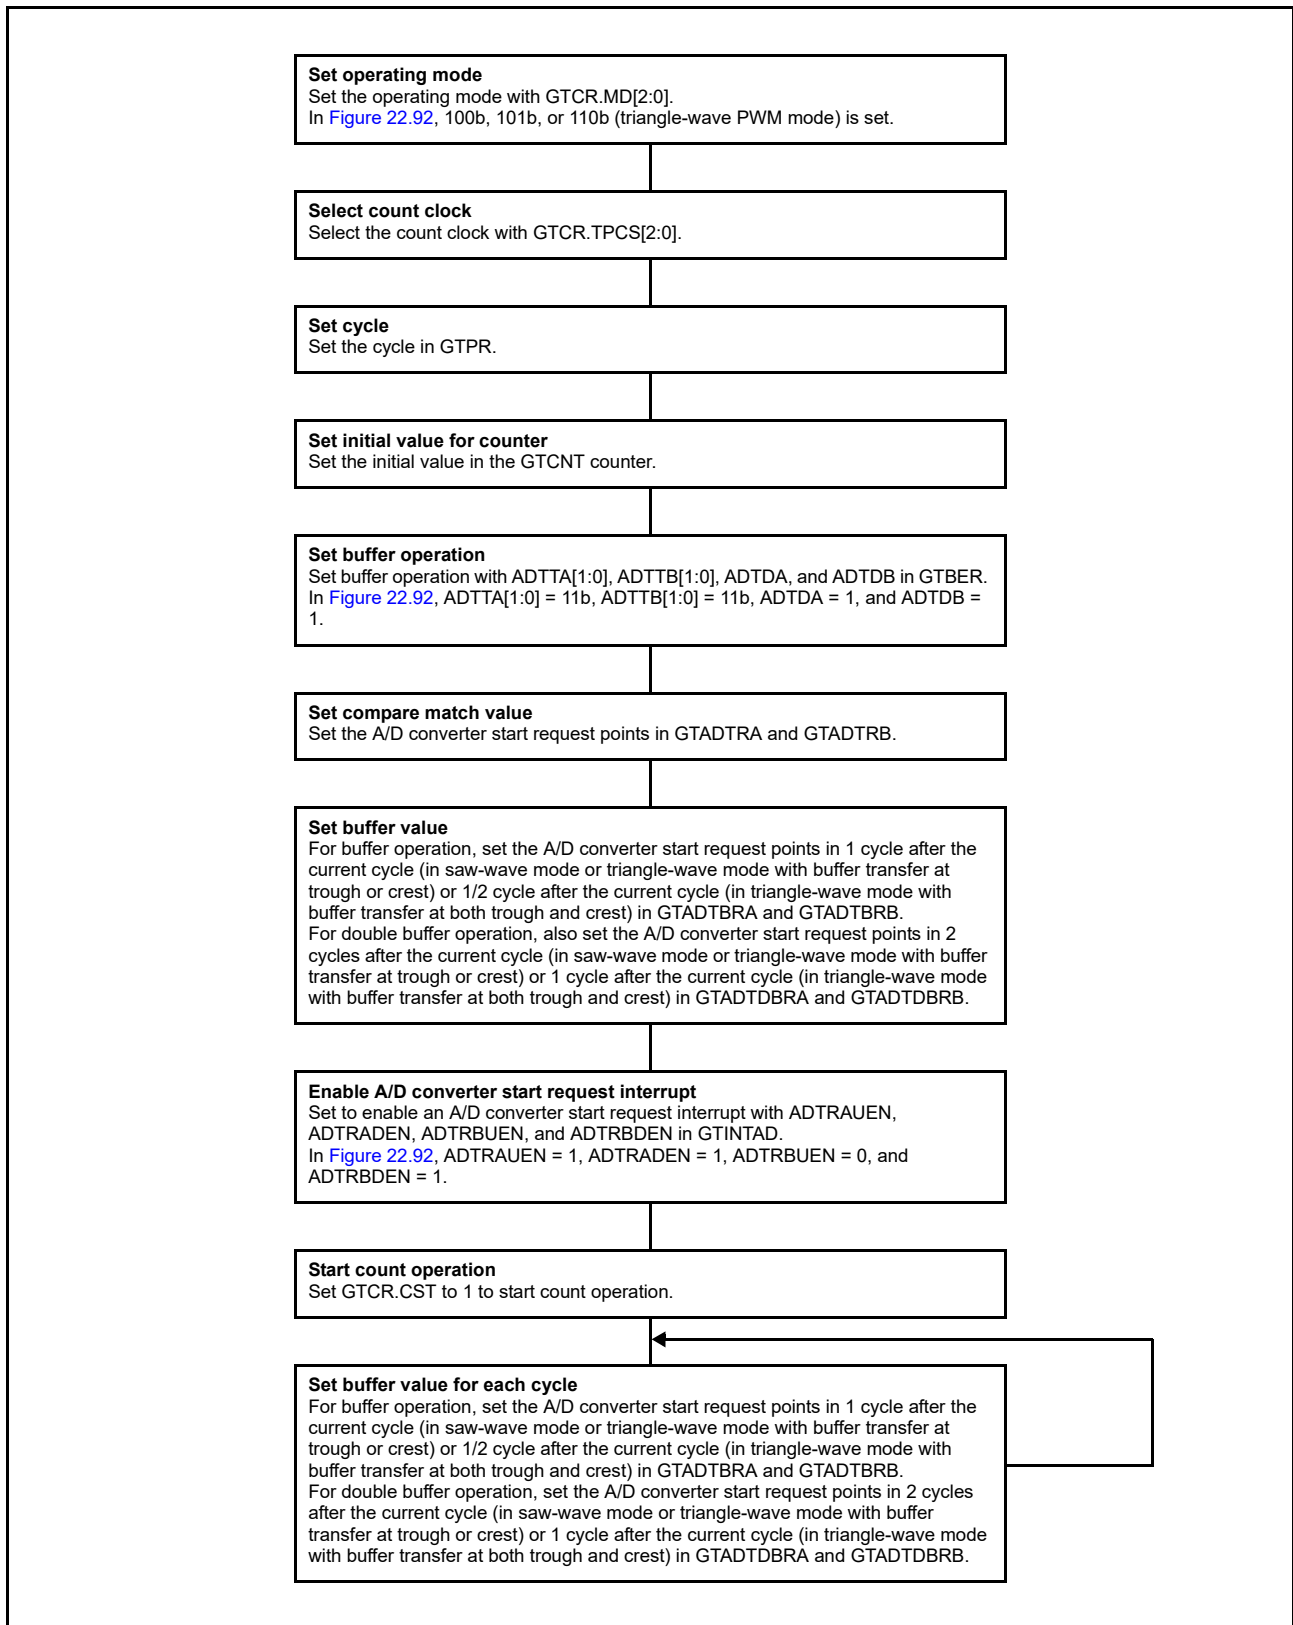 Set operating mode
Set the operating mode with GTCR.MD[2:0].
In Figure 22.92, 100b, 101b, or 110b (triangle-wave PWM mode) is set.
Select count clock
Select the count clock with GTCR.TPCS[2:0].
Set cycle
Set the cycle in GTPR.
Set initial value for counter
Set the initial value in the GTCNT counter.
Set buffer operation
Set buffer operation with ADTTA[1:0], ADTTB[1:0], ADTDA, and ADTDB in GTBER.
In Figure 22.92, ADTTA[1:0] = 11b, ADTTB[1:0] = 11b, ADTDA = 1, and ADTDB =
1.
Set compare match value
Set the A/D converter start request points in GTADTRA and GTADTRB.
Set buffer value
For buffer operation, set the A/D converter start request points in 1 cycle after the
current cycle (in saw-wave mode or triangle-wave mode with buffer transfer at
trough or crest) or 1/2 cycle after the current cycle (in triangle-wave mode with
buffer transfer at both trough and crest) in GTADTBRA and GTADTBRB.
For double buffer operation, also set the A/D converter start request points in 2
cycles after the current cycle (in saw-wave mode or triangle-wave mode with buffer
transfer at trough or crest) or 1 cycle after the current cycle (in triangle-wave mode
with buffer transfer at both trough and crest) in GTADTDBRA and GTADTDBRB.
Enable A/D converter start request interrupt
Set to enable an A/D converter start request interrupt with ADTRAUEN,
ADTRADEN, ADTRBUEN, and ADTRBDEN in GTINTAD.
In Figure 22.92, ADTRAUEN = 1, ADTRADEN = 1, ADTRBUEN = 0, and
ADTRBDEN = 1.
Start count operation
Set GTCR.CST to 1 to start count operation.
Set buffer value for each cycle
For buffer operation, set the A/D converter start request points in 1 cycle after the
current cycle (in saw-wave mode or triangle-wave mode with buffer transfer at
trough or crest) or 1/2 cycle after the current cycle (in triangle-wave mode with
buffer transfer at both trough and crest) in GTADTBRA and GTADTBRB.
For double buffer operation, set the A/D converter start request points in 2 cycles
after the current cycle (in saw-wave mode or triangle-wave mode with buffer
transfer at trough or crest) or 1 cycle after the current cycle (in triangle-wave mode
with buffer transfer at both trough and crest) in GTADTDBRA and GTADTDBRB.